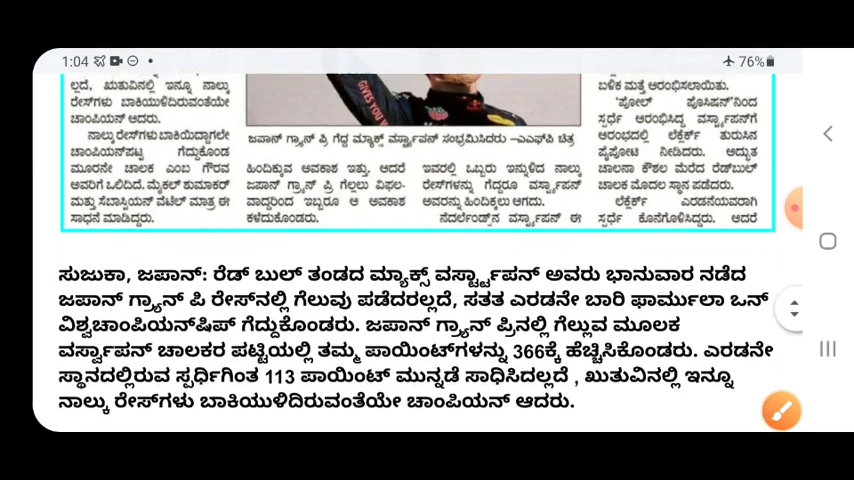 1:04
76%
ಲ್ಲದೆ, ಋತುವಿನಲ್ಲಿ ಇನ್ನೂ ನಾಲ್ಕು
ರೇಸ್‌ಗಳು ಬಾಕಿಯುಳಿದಿರುವಂತೆಯೇ
ಚಾಂಪಿಯನ್ ಆದರು.
ನಾಲ್ಕು ರೇಸ್‌ಗಳು ಬಾಕಿಯಿದ್ದಾಗಲೇ
ಚಾಂಪಿಯನ್‌ಪಟ್ಟ ಗೆದ್ದುಕೊಂಡ
ಮೂರನೇ ಚಾಲಕ ಎಂಬ ಗೌರವ
ಅವರಿಗೆ ಒಲಿದಿದೆ. ಮೈಕಲ್ ಶುಮಾಕರ್
ಮತ್ತು ಸೆಬಾಸ್ಟಿಯನ್ ವೆಟೆಲ್ ಮಾತ್ರ ಈ
ಸಾಧನೆ ಮಾಡಿದ್ದರು.
GIVES YOU
ಜಪಾನ್ ಗ್ರ್ಯಾನ್ ಪ್ರಿ ಗೆದ್ದ ಮ್ಯಾಕ್ಸ್ ವರ್ಸ್ಟ್ರಾಪನ್ ಸಂಭ್ರಮಿಸಿದರು –ಎಎಫ್‌ಪಿ ಚಿತ್ರ
ಹಿಂದಿಕ್ಕುವ ಅವಕಾಶ ಇತ್ತು. ಆದರೆ
ಜಪಾನ್ ಗ್ರ್ಯಾನ್ ಪ್ರಿ ಗೆಲ್ಲಲು ವಿಫಲ-
ವಾದ್ದರಿಂದ ಇಬ್ಬರೂ ಆ ಅವಕಾಶ
ಕಳೆದುಕೊಂಡರು.
ಇವರಲ್ಲಿ ಒಬ್ಬರು ಇನ್ನುಳಿದ ನಾಲ್ಕು
ರೇಸ್‌ಗಳನ್ನು ಗೆದ್ದರೂ ವರ್ಸ್ಟಾಪನ್
ಅವರನ್ನು ಹಿಂದಿಕ್ಕಲು ಆಗದು.
ನೆದರ್ಲೆಂಡ್ಸ್‌ನ ವರ್ಸ್ಟಾಪನ್ ಈ
ಬಳಿಕ ಮತ್ತೆ ಆರಂಭಿಸಲಾಯಿತು.
‘ಪೋಲ್ ಪೊಸಿಷನ್’ನಿಂದ
ಸ್ಪರ್ಧೆ ಆರಂಭಿಸಿದ್ದ ವರ್ಸ್ಟಾಪನ್‌ಗೆ
ಆರಂಭದಲ್ಲಿ ಲೆಕ್ಲೆರ್ಕ್ ತುರುಸಿನ
ಪೈಪೋಟಿ ನೀಡಿದರು. ಅದ್ಭುತ
ಚಾಲನಾ ಕೌಶಲ ಮೆರೆದ ರೆಡ್‌ಬುಲ್
ಚಾಲಕ ಮೊದಲ ಸ್ಥಾನ ಪಡೆದರು.
ಲೆಕ್ಲೆರ್ಕ್ ಎರಡನೆಯವರಾಗಿ
ಸ್ಪರ್ಧೆ ಕೊನೆಗೊಳಿಸಿದ್ದರು. ಆದರೆ
ಸುಜುಕಾ, ಜಪಾನ್: ರೆಡ್ ಬುಲ್ ತಂಡದ ಮ್ಯಾಕ್ಸ್ ವರ್ಸ್ಟ್ಟಾಪನ್ ಅವರು ಭಾನುವಾರ ನಡೆದ
ಜಪಾನ್ ಗ್ರ್ಯಾನ್ ಪಿ ರೇಸ್‌ನಲ್ಲಿ ಗೆಲುವು ಪಡೆದರಲ್ಲದೆ, ಸತತ ಎರಡನೇ ಬಾರಿ ಫಾರ್ಮುಲಾ ಒನ್
ವಿಶ್ವಚಾಂಪಿಯನ್‌ಷಿಪ್ ಗೆದ್ದುಕೊಂಡರು. ಜಪಾನ್ ಗ್ರ್ಯಾನ್ ಪ್ರಿನಲ್ಲಿ ಗೆಲ್ಲುವ ಮೂಲಕ
ವರ್ಸ್ಟಾಪನ್ ಚಾಲಕರ ಪಟ್ಟಿಯಲ್ಲಿ ತಮ್ಮ ಪಾಯಿಂಟ್‌ಗಳನ್ನು 366ಕ್ಕೆ ಹೆಚ್ಚಿಸಿಕೊಂಡರು. ಎರಡನೇ
ಸ್ಥಾನದಲ್ಲಿರುವ ಸ್ಪರ್ಧಿಗಿಂತ 113 ಪಾಯಿಂಟ್ ಮುನ್ನಡೆ ಸಾಧಿಸಿದಲ್ಲದೆ , ಋತುವಿನಲ್ಲಿ ಇನ್ನೂ
ನಾಲ್ಕು ರೇಸ್‌ಗಳು ಬಾಕಿಯುಳಿದಿರುವಂತೆಯೇ ಚಾಂಪಿಯನ್ ಆದರು.